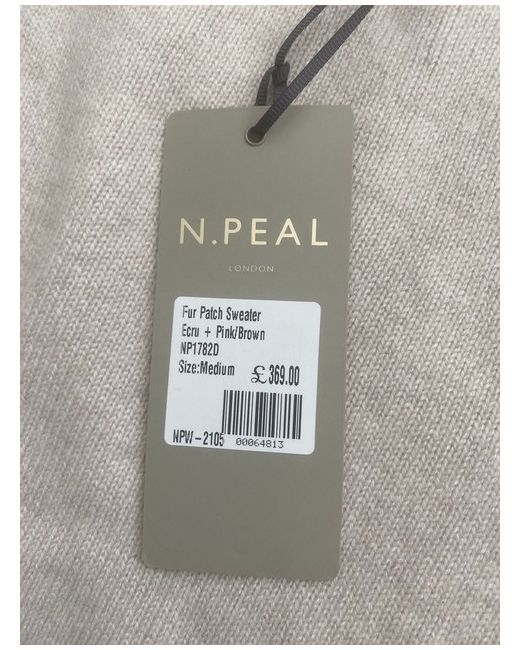 N.PEAL
LONDON
Fur Patch Sweater
Ecru + Pink/Brown
NP1782D
Size:Medium £369.00
NPW-2105 00064813